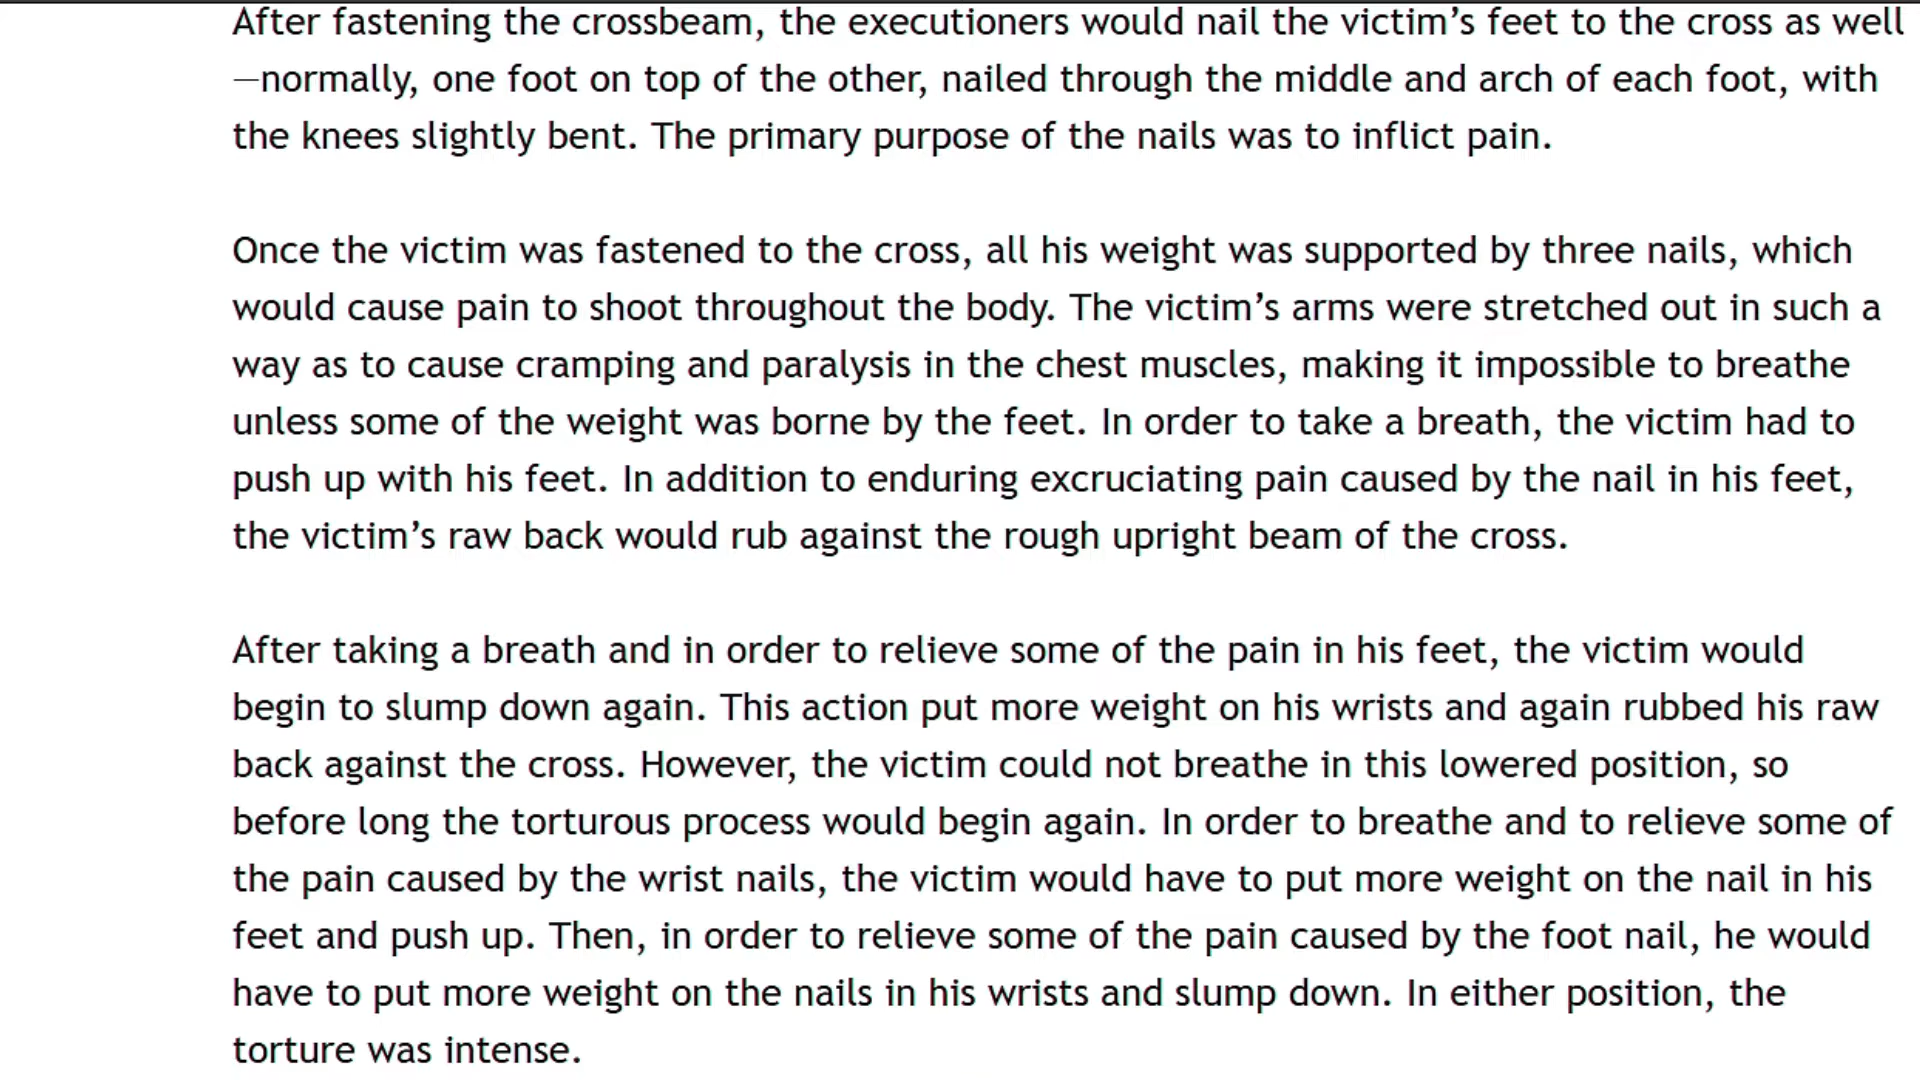 After fastening the crossbeam, the executioners would nail the victim’s feet to the cross as well
—normally, one foot on top of the other, nailed through the middle and arch of each foot, with
the knees slightly bent. The primary purpose of the nails was to inflict pain.
Once the victim was fastened to the cross, all his weight was supported by three nails, which
would cause pain to shoot throughout the body. The victim’s arms were stretched out in such a
way as to cause cramping and paralysis in the chest muscles, making it impossible to breathe
unless some of the weight was borne by the feet. In order to take a breath, the victim had to
push up with his feet. In addition to enduring excruciating pain caused by the nail in his feet,
the victim’s raw back would rub against the rough upright beam of the cross.
After taking a breath and in order to relieve some of the pain in his feet, the victim would
begin to slump down again. This action put more weight on his wrists and again rubbed his raw
back against the cross. However, the victim could not breathe in this lowered position, so
before long the torturous process would begin again. In order to breathe and to relieve some of
the pain caused by the wrist nails, the victim would have to put more weight on the nail in his
feet and push up. Then, in order to relieve some of the pain caused by the foot nail, he would
have to put more weight on the nails in his wrists and slump down. In either position, the
torture was intense.